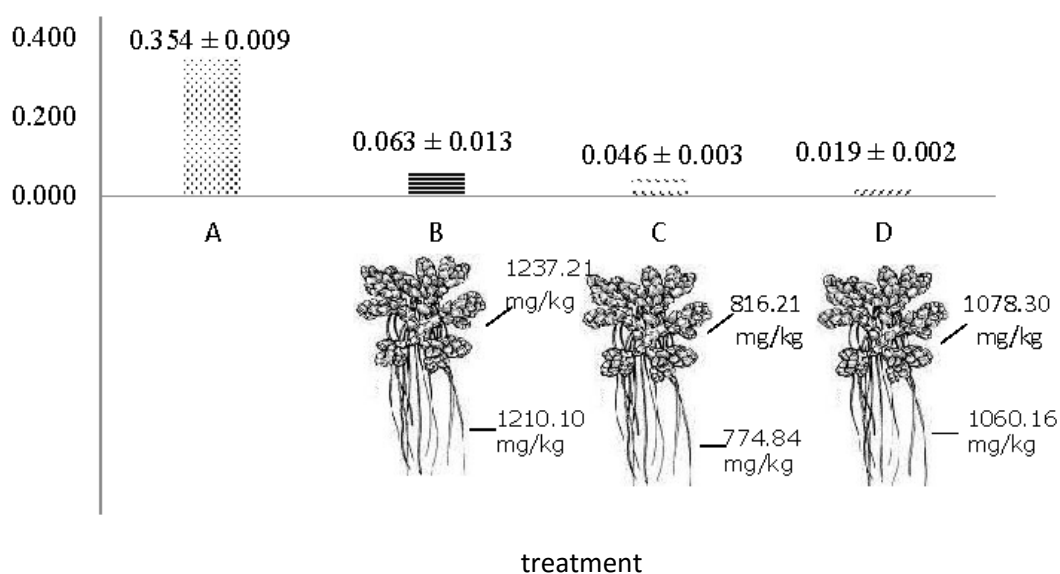 0.400
0.200
0.000
0.354 ± 0.009
0.063 ± 0.013
0.046 ± 0.003
0.019 ± 0.002
A
B
C
D
1237.21
mg/kg
1210.10
mg/kg
816.21
mg/kg
774.84
mg/kg
1078.30
mg/kg
1060.16
mg/kg
treatment